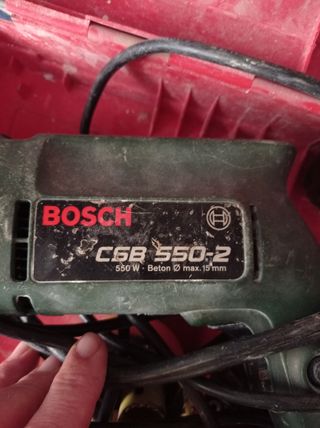 BOSCH
CSB 550-2
550 W · Beton Ø max. 15 mm